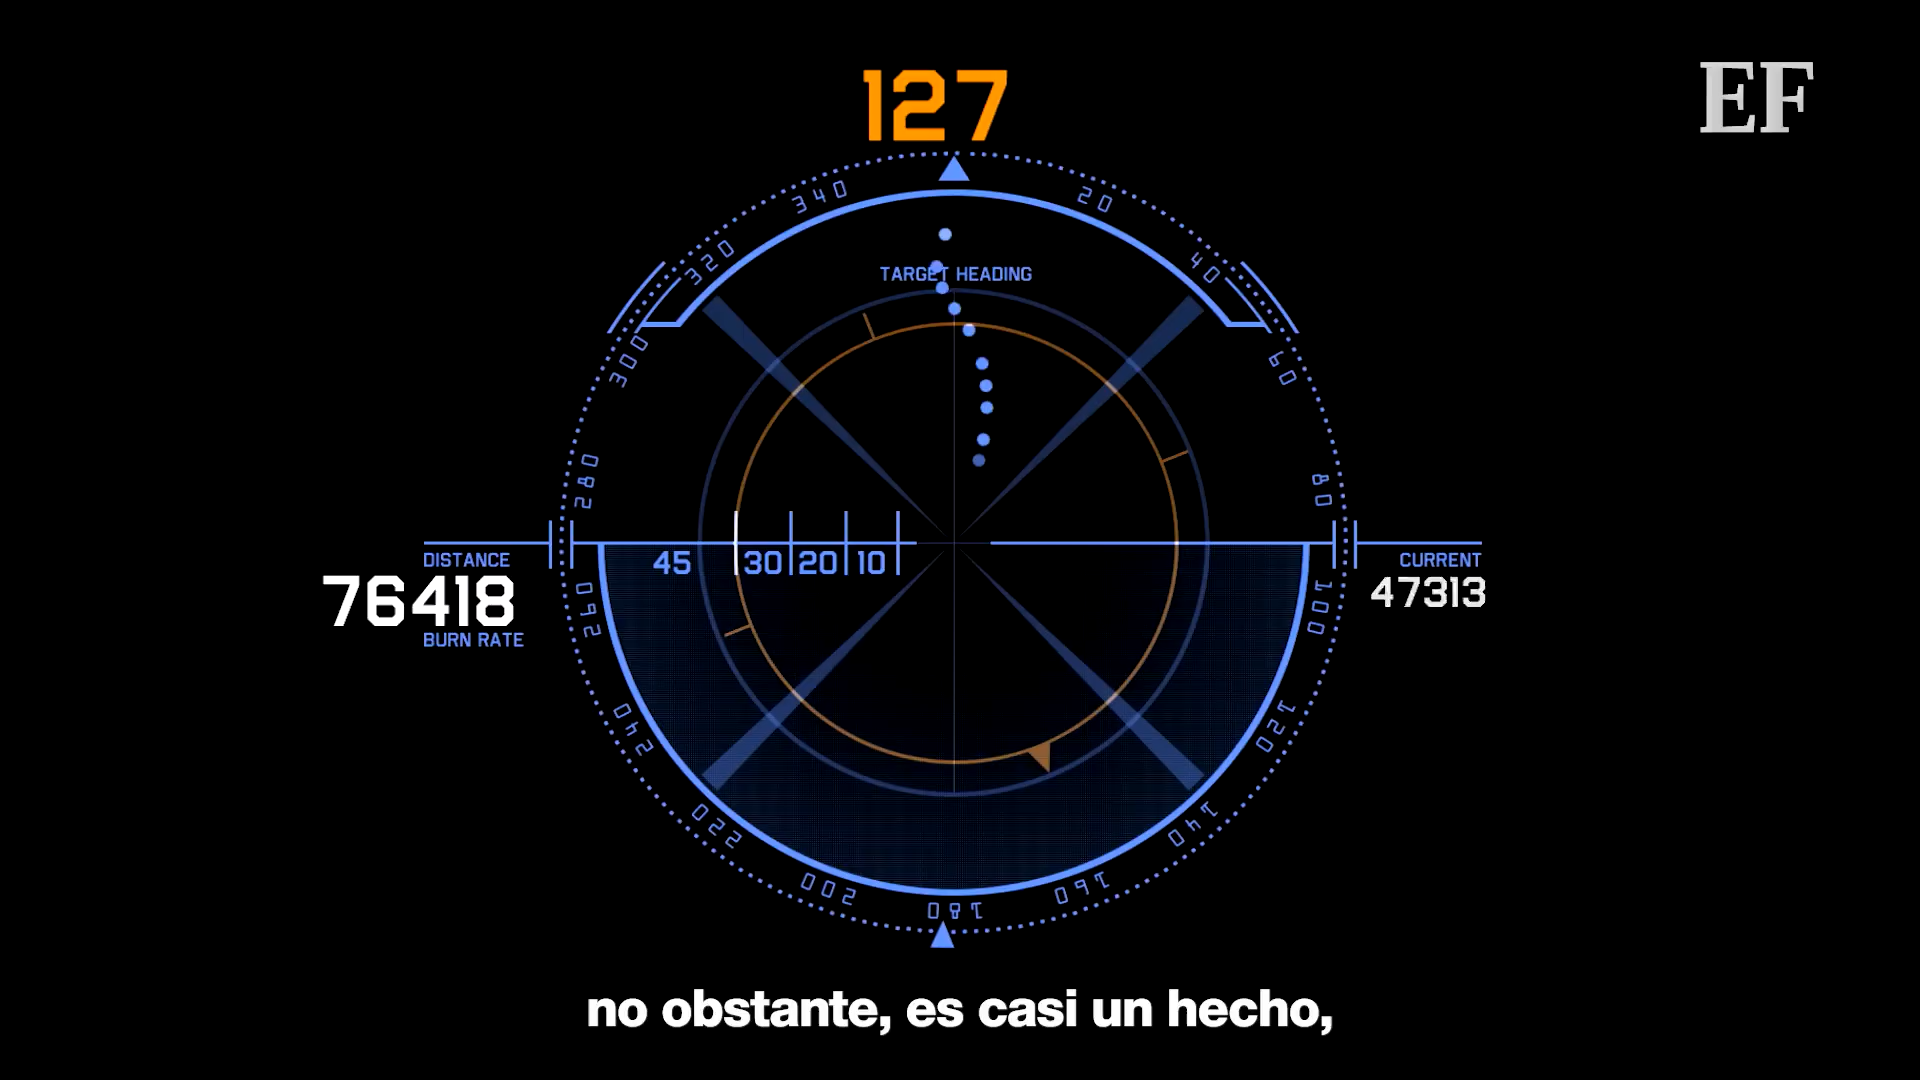 127
EF
340
20
320
40
TARGET HEADING
300
60
280
80
45 30 20 10
DISTANCE
76418
BURN RATE
CURRENT
47313
260
100
240
120
220
140
200
160
180
no obstante, es casi un hecho,